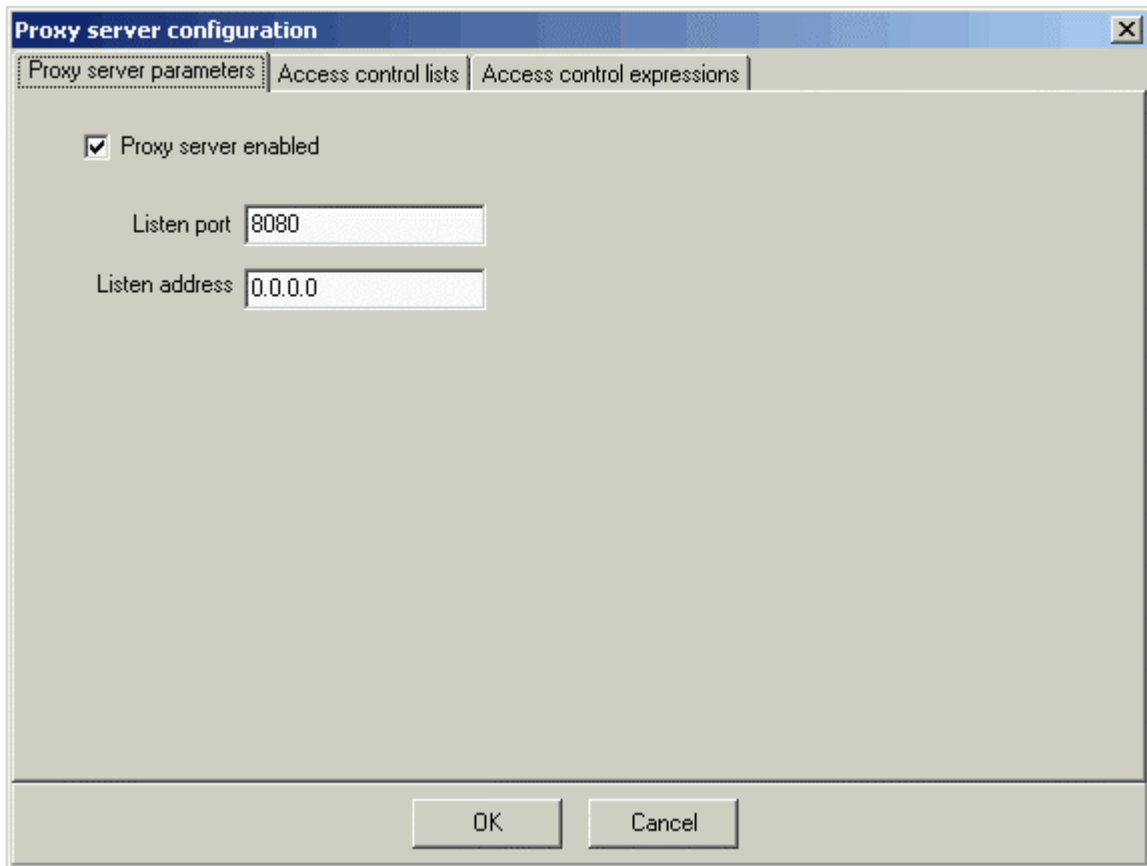 Proxy server configuration
Proxy server parameters Access control lists Access control expressions
Proxy server enabled
Listen port 8080
Listen address 0.0.0.0
OK Cancel